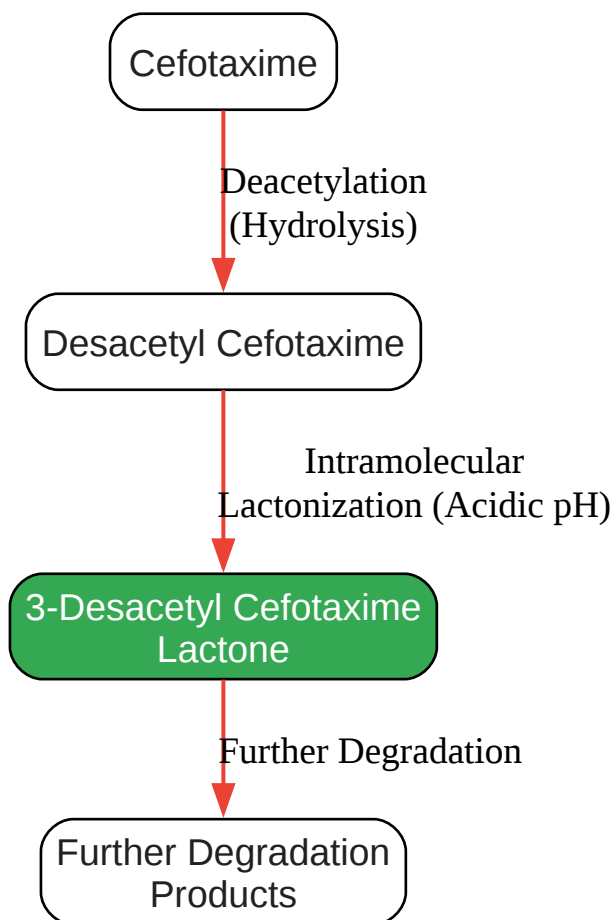 Cefotaxime
Deacetylation
(Hydrolysis)
Desacetyl Cefotaxime
Intramolecular
Lactonization (Acidic pH)
3-Desacetyl Cefotaxime
Lactone
Further Degradation
Further Degradation
Products